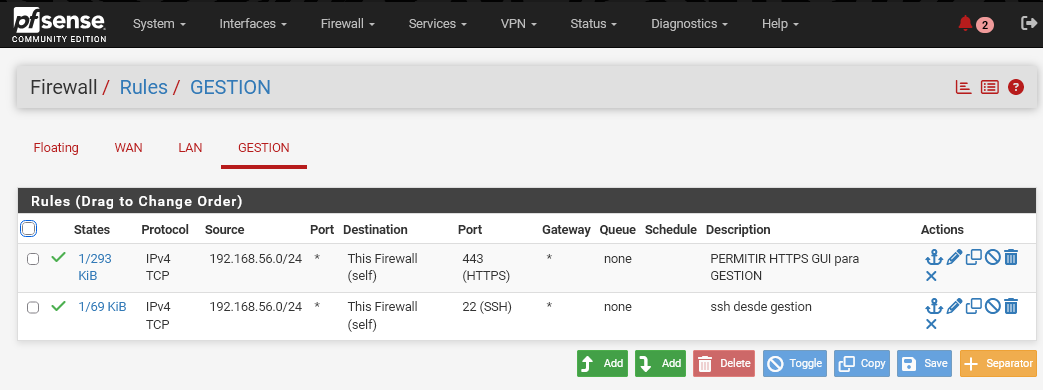 pfsense
COMMUNITY EDITION
System Interfaces Firewall Services VPN Status Diagnostics Help 2
Firewall / Rules / GESTION
Floating WAN LAN GESTION
Rules (Drag to Change Order)
States Protocol Source Port Destination Port Gateway Queue Schedule Description Actions
1/293 IPv4 192.168.56.0/24 * This Firewall 443 * none PERMITIR HTTPS GUI para
KiB TCP (self) (HTTPS) GESTION
1/69 KiB IPv4 192.168.56.0/24 * This Firewall 22 (SSH) * none ssh desde gestion
TCP (self)
Add Add Delete Toggle Copy Save Separator